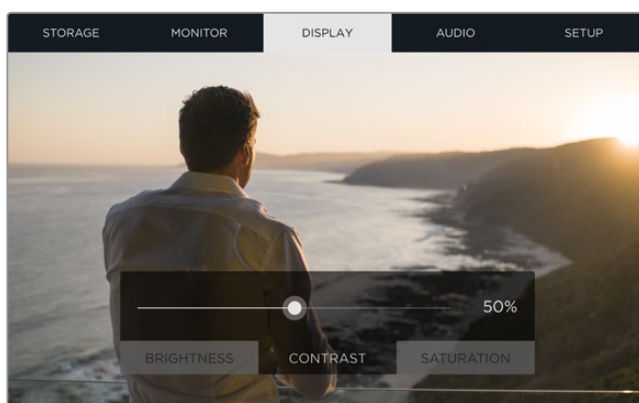 STORAGE MONITOR DISPLAY AUDIO SETUP
50%
BRIGHTNESS CONTRAST SATURATION